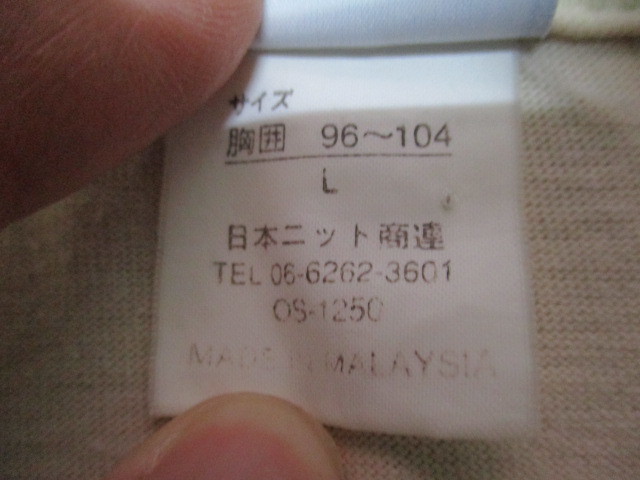 サイズ
胸囲 96〜104
L
日本ニット商連
TEL 06-6262-3601
OS-1250
MADE IN MALAYSIA